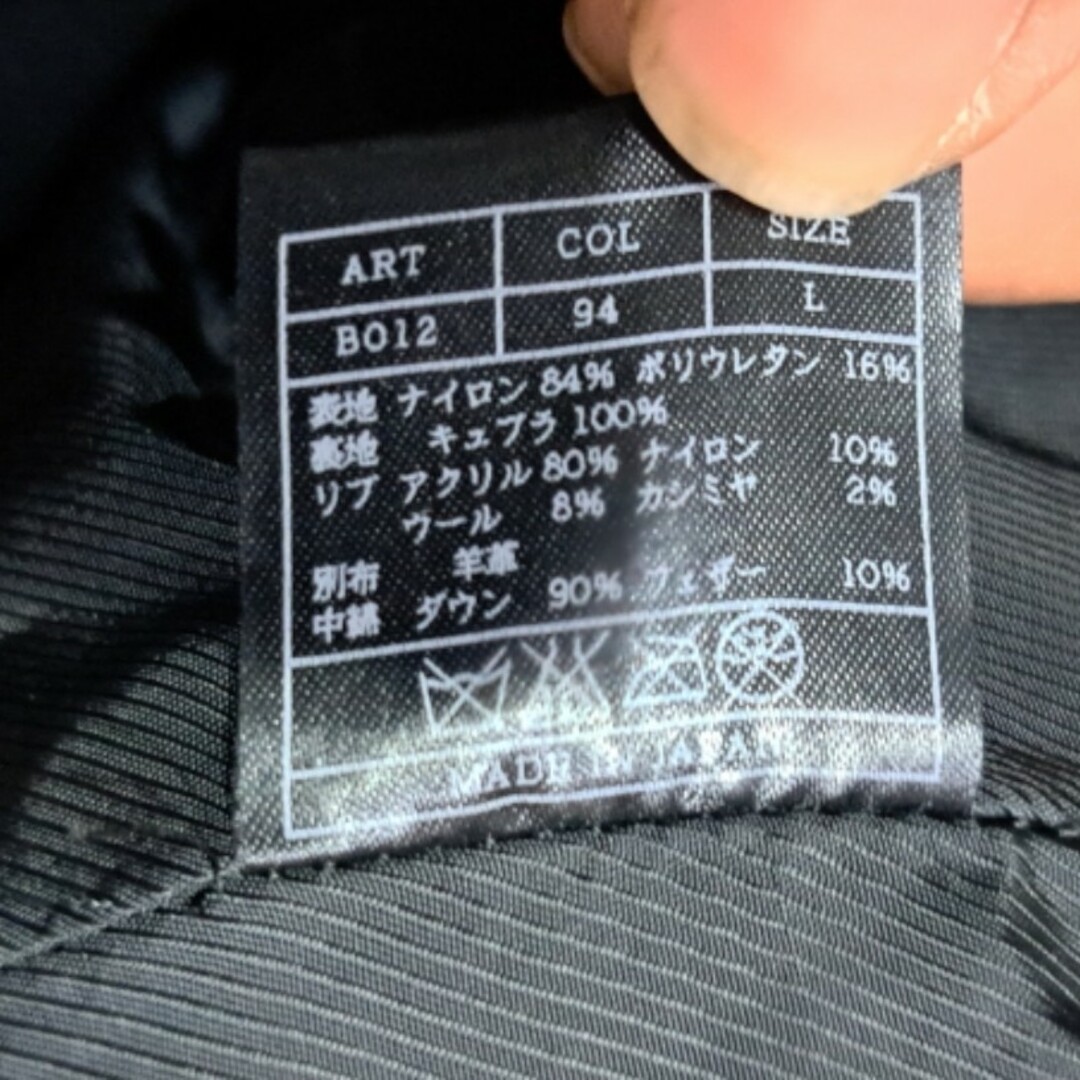 ART COL SIZE
B012 94 L
表地 ナイロン 84% ポリウレタン 16%
裏地 キュプラ 100%
リブ アクリル 80% ナイロン 10%
ウール 8% カシミヤ 2%
別布 羊革
中綿 ダウン 90% フェザー 10%
MADE IN JAPAN